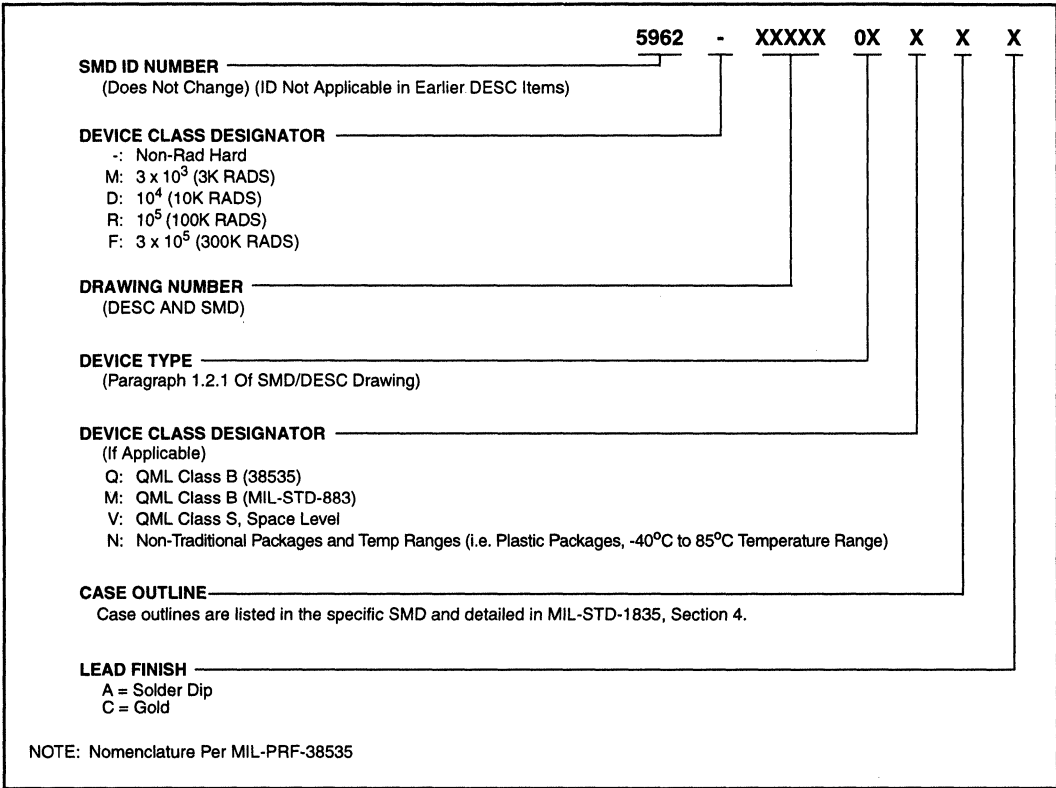 5962 - XXXXX 0X X X X
SMD ID NUMBER
(Does Not Change) (ID Not Applicable in Earlier DESC Items)
DEVICE CLASS DESIGNATOR
-: Non-Rad Hard
M: 3 x 10³ (3K RADS)
D: 10⁴ (10K RADS)
R: 10⁵ (100K RADS)
F: 3 x 10⁵ (300K RADS)
DRAWING NUMBER
(DESC AND SMD)
DEVICE TYPE
(Paragraph 1.2.1 Of SMD/DESC Drawing)
DEVICE CLASS DESIGNATOR
(If Applicable)
Q: QML Class B (38535)
M: QML Class B (MIL-STD-883)
V: QML Class S, Space Level
N: Non-Traditional Packages and Temp Ranges (i.e. Plastic Packages, -40°C to 85°C Temperature Range)
CASE OUTLINE
Case outlines are listed in the specific SMD and detailed in MIL-STD-1835, Section 4.
LEAD FINISH
A = Solder Dip
C = Gold
NOTE: Nomenclature Per MIL-PRF-38535